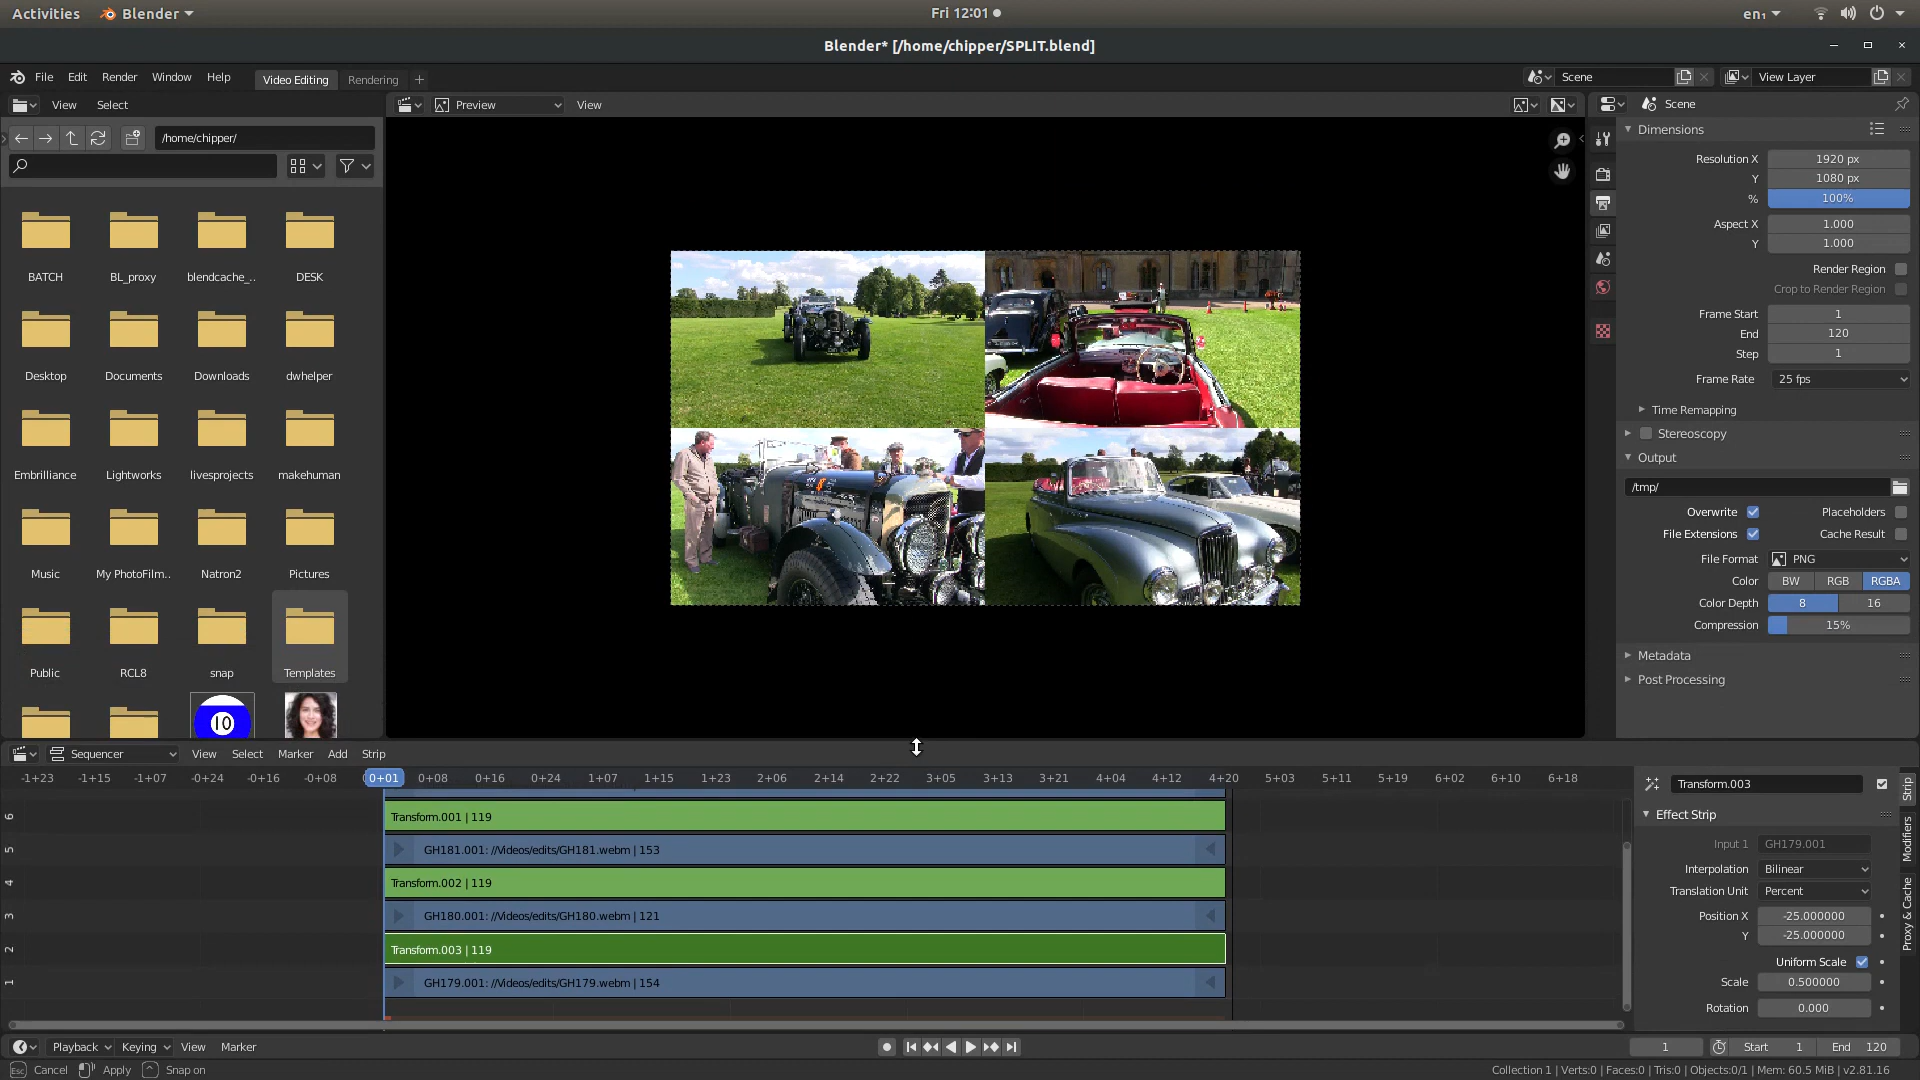 Activities Blender Fri 12:01 en₁
Blender* [/home/chipper/SPLIT.blend]
File Edit Render Window Help Video Editing Rendering + Scene View Layer
View Select Preview View Scene
/home/chipper/
BATCH BL_proxy blendcache_.. DESK
Desktop Documents Downloads dwhelper
Embrilliance Lightworks livesprojects makehuman
Music My PhotoFilm.. Natron2 Pictures
Public RCL8 snap Templates
10
Dimensions
Resolution X 1920 px
Y 1080 px
% 100%
Aspect X 1.000
Y 1.000
Render Region
Crop to Render Region
Frame Start 1
End 120
Step 1
Frame Rate 25 fps
Time Remapping
Stereoscopy
Output
/tmp/
Overwrite Placeholders
File Extensions Cache Result
File Format PNG
Color BW RGB RGBA
Color Depth 8 16
Compression 15%
Metadata
Post Processing
Sequencer View Select Marker Add Strip
-1+23 -1+15 -1+07 -0+24 -0+16 -0+08 0+01 0+08 0+16 0+24 1+07 1+15 1+23 2+06 2+14 2+22 3+05 3+13 3+21 4+04 4+12 4+20 5+03 5+11 5+19 6+02 6+10 6+18
6 Transform.001 | 119
5 GH181.001: //Videos/edits/GH181.webm | 153
4 Transform.002 | 119
3 GH180.001: //Videos/edits/GH180.webm | 121
2 Transform.003 | 119
1 GH179.001: //Videos/edits/GH179.webm | 154
Transform.003
Effect Strip
Input 1 GH179.001
Interpolation Bilinear
Translation Unit Percent
Position X -25.000000
Y -25.000000
Uniform Scale
Scale 0.500000
Rotation 0.000
Strip
Modifiers
Proxy & Cache
Playback Keying View Marker 1 Start 1 End 120
Esc Cancel Apply Snap on Collection 1 | Verts:0 | Faces:0 | Tris:0 | Objects:0/1 | Mem: 60.5 MiB | v2.81.16